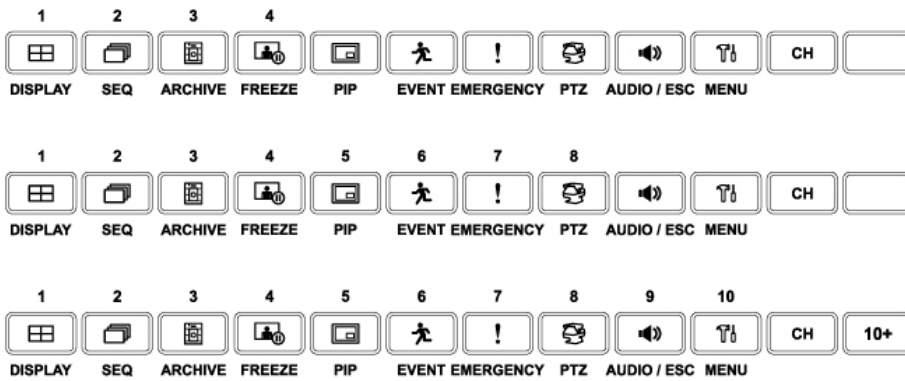 1 2 3 4
CH
DISPLAY SEQ ARCHIVE FREEZE PIP EVENT EMERGENCY PTZ AUDIO / ESC MENU
1 2 3 4 5 6 7 8
CH
DISPLAY SEQ ARCHIVE FREEZE PIP EVENT EMERGENCY PTZ AUDIO / ESC MENU
1 2 3 4 5 6 7 8 9 10
CH 10+
DISPLAY SEQ ARCHIVE FREEZE PIP EVENT EMERGENCY PTZ AUDIO / ESC MENU